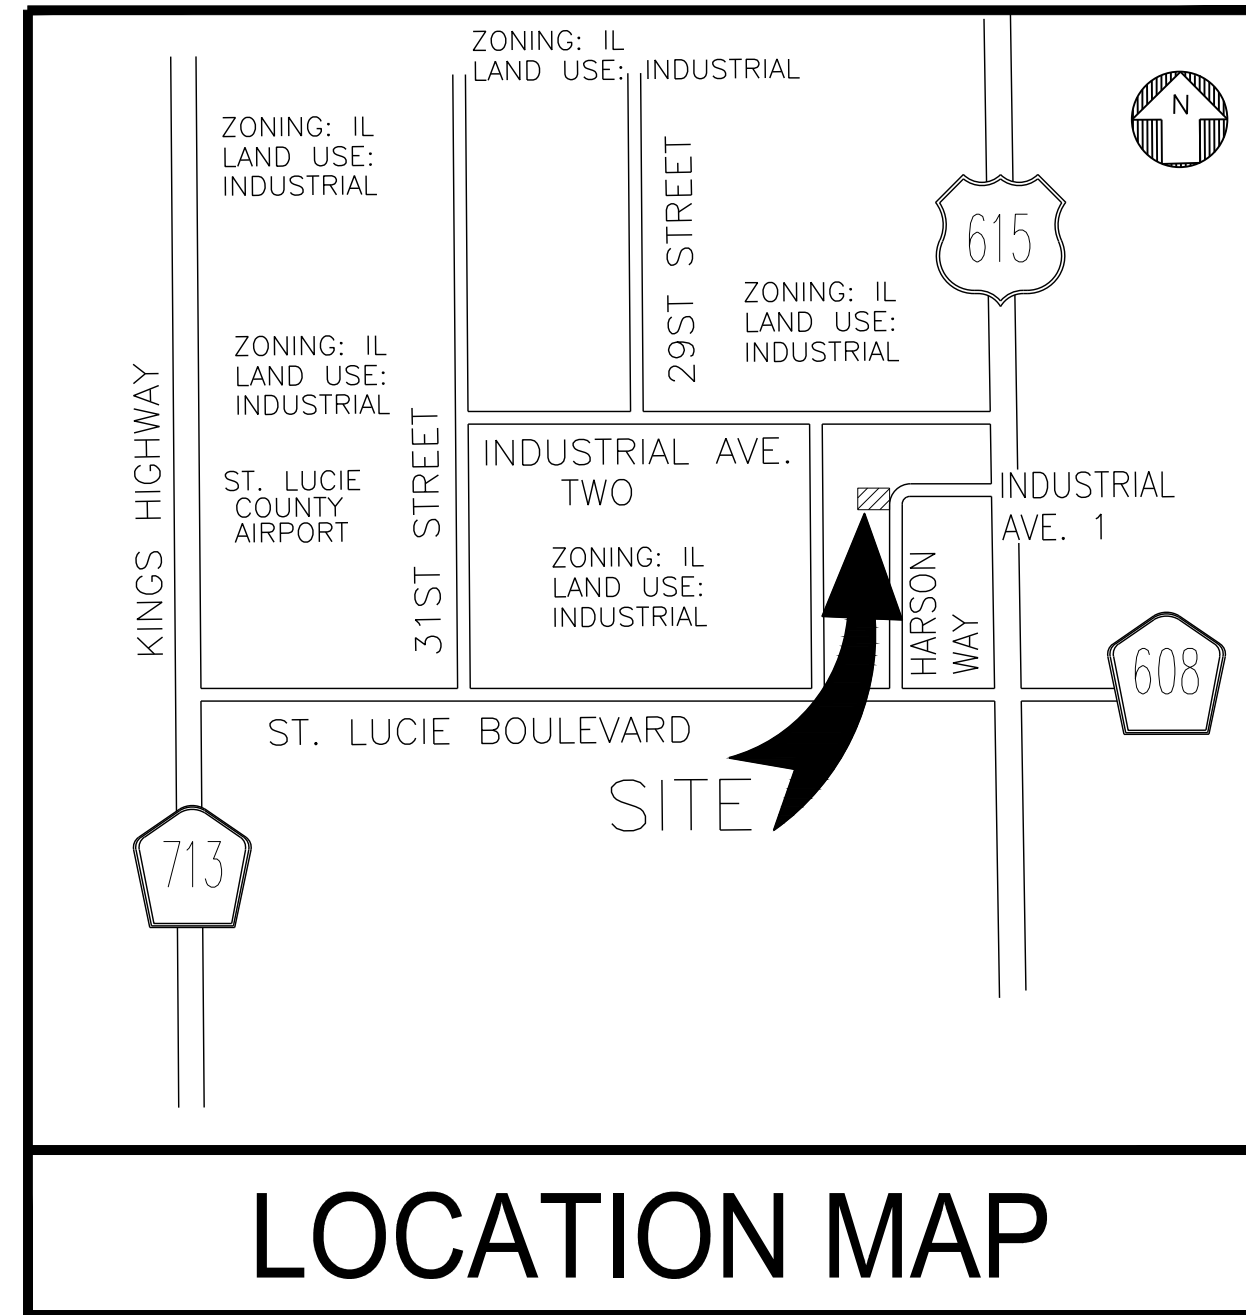 ZONING: IL
LAND USE: INDUSTRIAL
N
ZONING: IL
LAND USE:
INDUSTRIAL
29ST STREET
615
ZONING: IL
LAND USE:
INDUSTRIAL
ZONING: IL
LAND USE:
INDUSTRIAL
KINGS HIGHWAY
31ST STREET
INDUSTRIAL AVE.
TWO
ST. LUCIE
COUNTY
AIRPORT
INDUSTRIAL
AVE. 1
ZONING: IL
LAND USE:
INDUSTRIAL
HARSON
WAY
608
ST. LUCIE BOULEVARD
SITE
713
LOCATION MAP